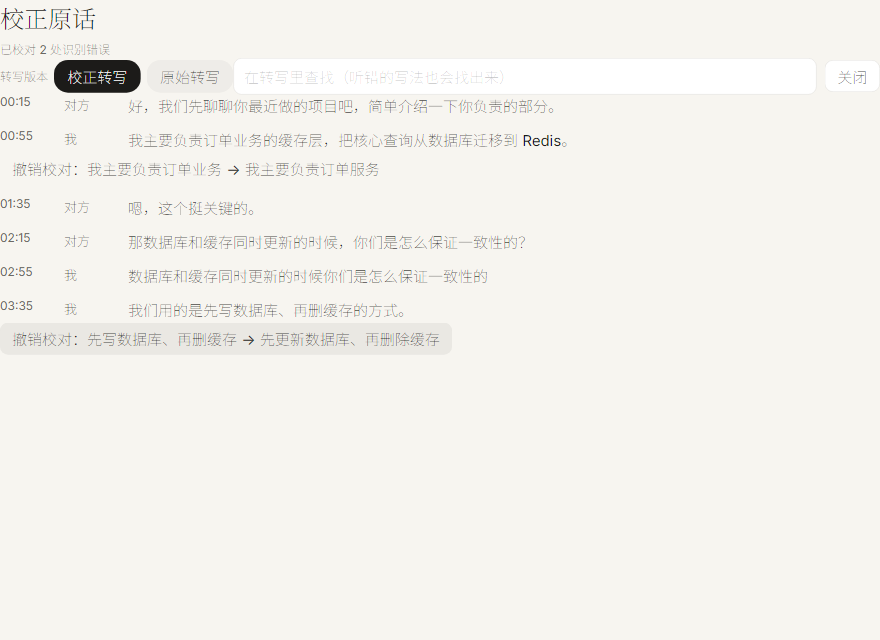 校正原话
已校对 2 处识别错误
转写版本 校正转写 原始转写 在转写里查找（听错的写法也会找出来） 关闭
00:15 对方 好，我们先聊聊你最近做的项目吧，简单介绍一下你负责的部分。
00:55 我 我主要负责订单业务的缓存层，把核心查询从数据库迁移到 Redis。
撤销校对：我主要负责订单业务 → 我主要负责订单服务
01:35 对方 嗯，这个挺关键的。
02:15 对方 那数据库和缓存同时更新的时候，你们是怎么保证一致性的？
02:55 我 数据库和缓存同时更新的时候你们是怎么保证一致性的
03:35 我 我们用的是先写数据库、再删缓存的方式。
撤销校对：先写数据库、再删缓存 → 先更新数据库、再删除缓存